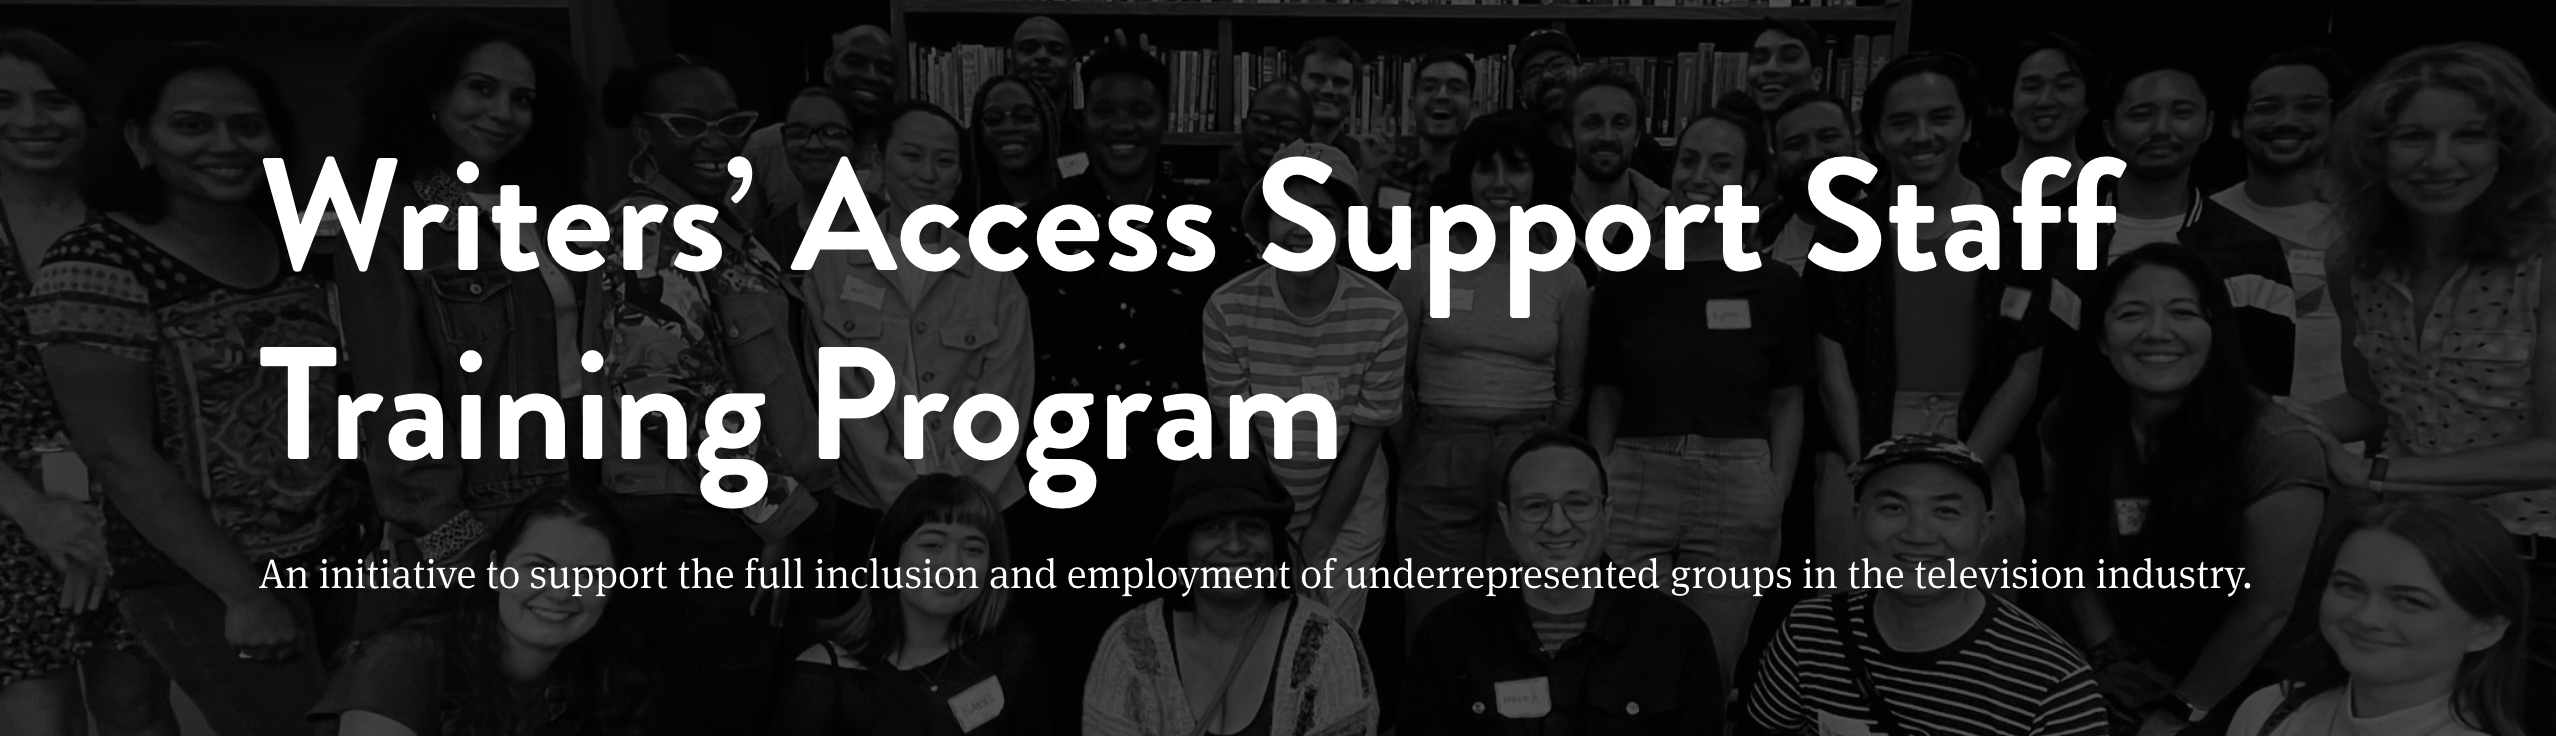 Writers’ Access Support Staff
Training Program
An initiative to support the full inclusion and employment of underrepresented groups in the television industry.